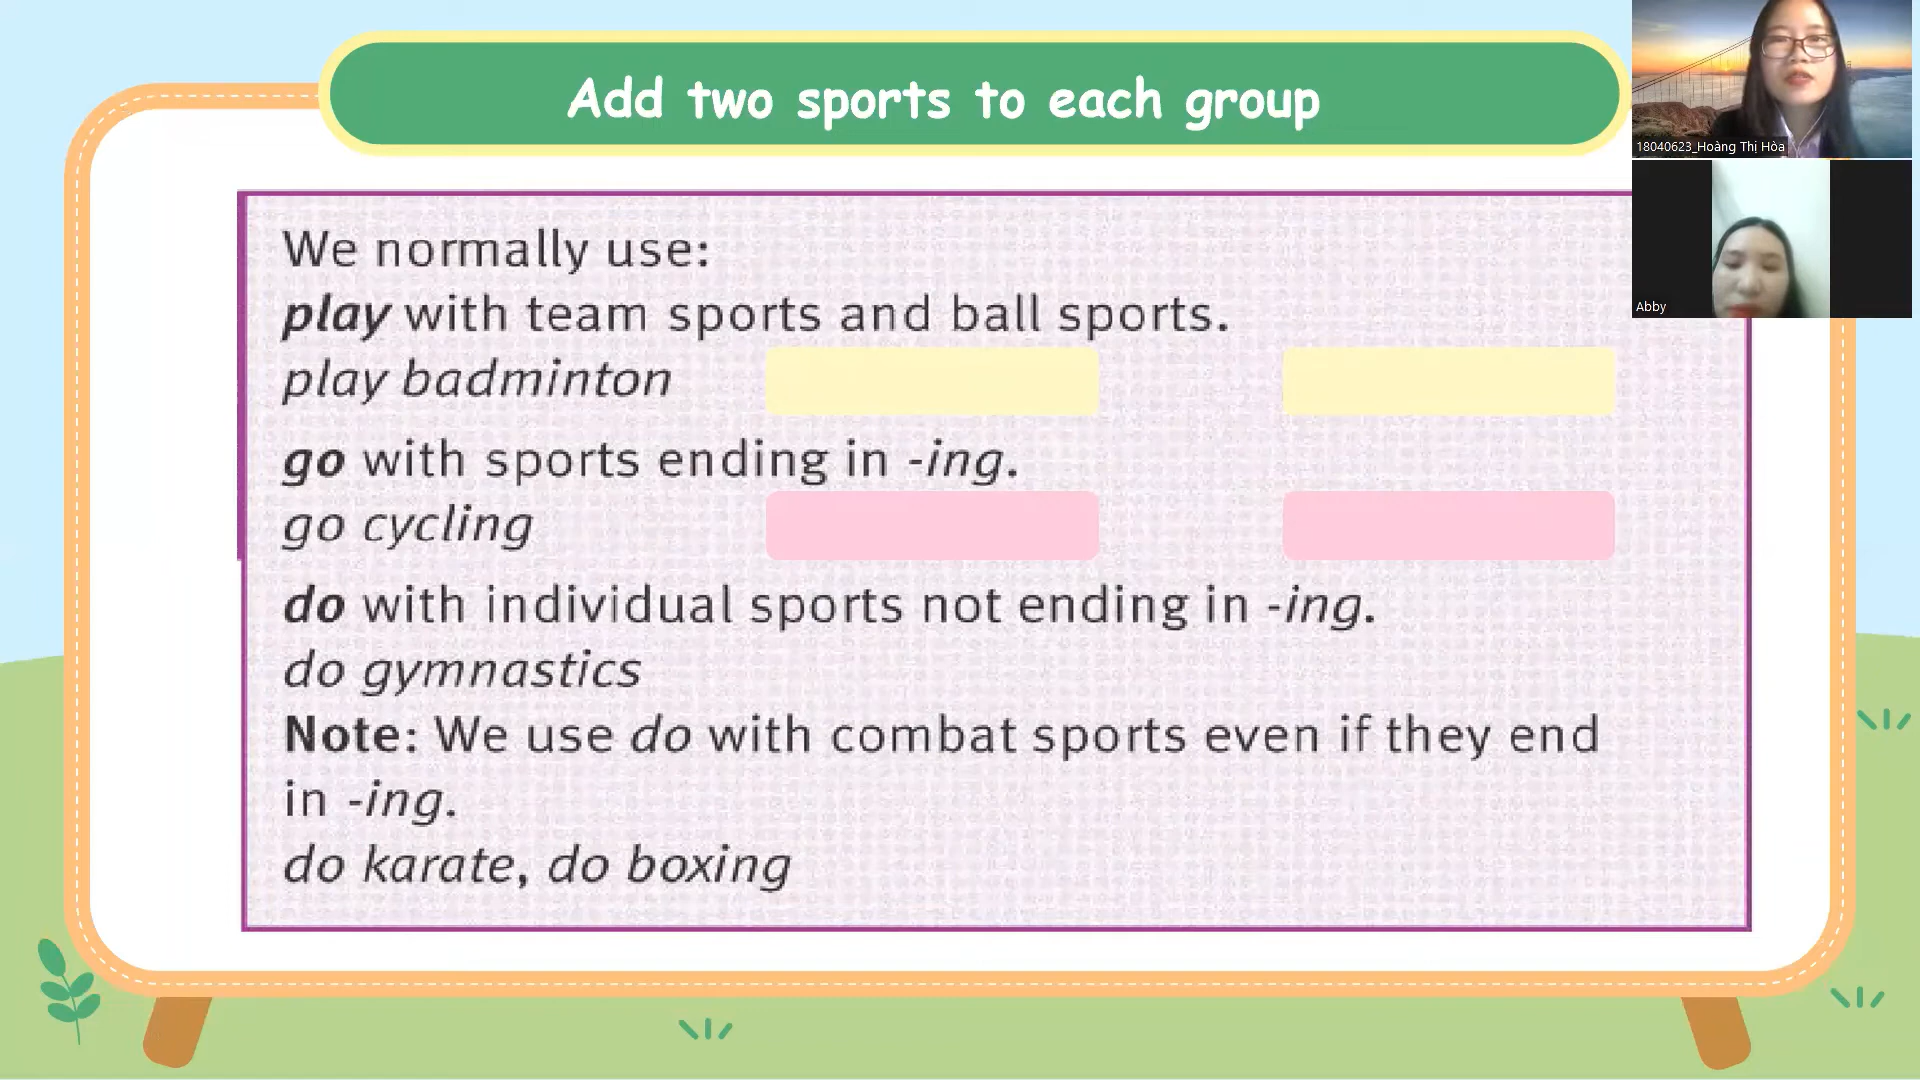 Add two sports to each group
18040623_Hoàng Thị Hòa
Abby
We normally use:
play with team sports and ball sports.
play badminton
go with sports ending in -ing.
go cycling
do with individual sports not ending in -ing.
do gymnastics
Note: We use do with combat sports even if they end
in -ing.
do karate, do boxing